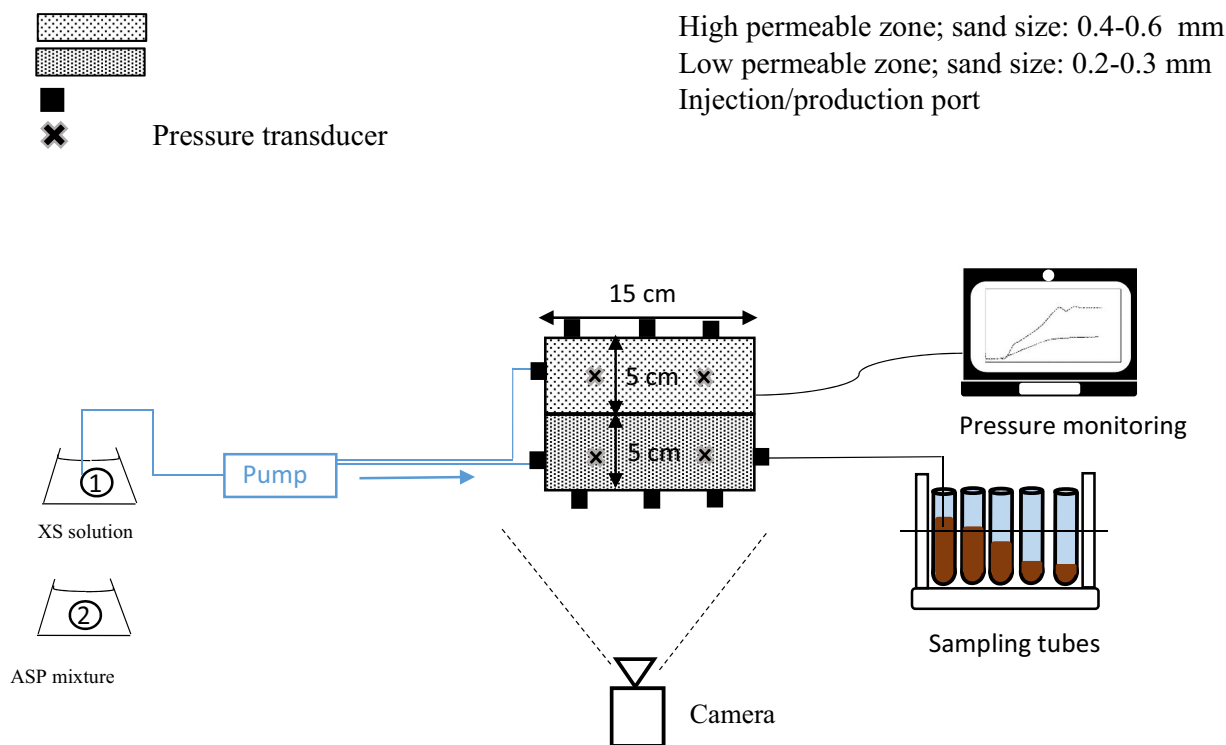 High permeable zone; sand size: 0.4-0.6 mm
Low permeable zone; sand size: 0.2-0.3 mm
Injection/production port
Pressure transducer
15 cm
5 cm
5 cm
Pressure monitoring
Pump
1
XS solution
2
ASP mixture
Sampling tubes
Camera